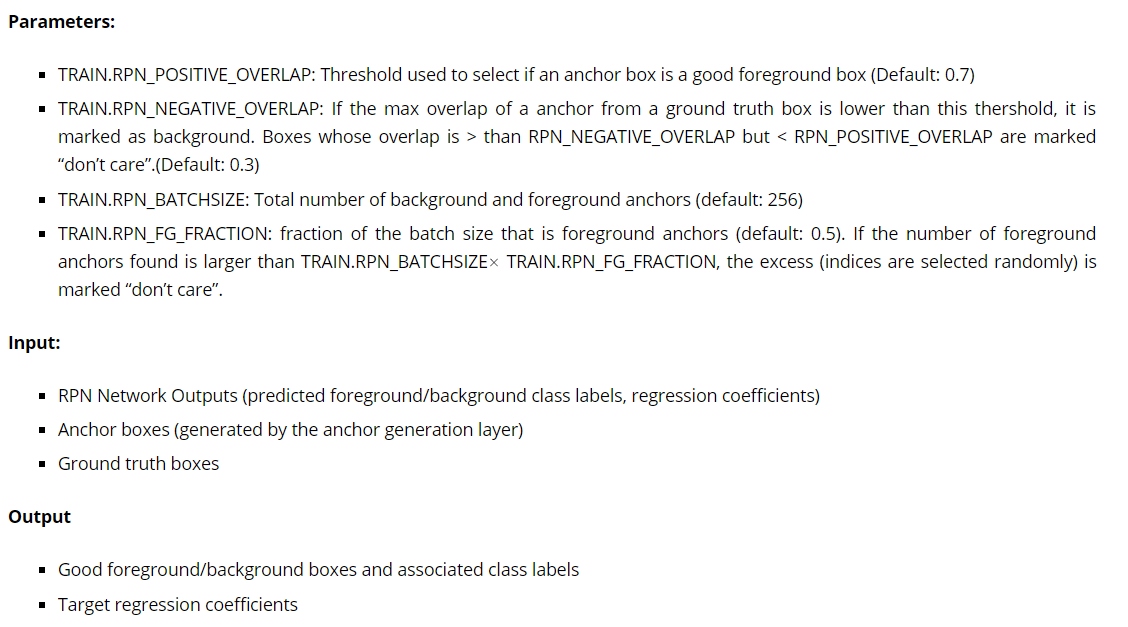 Parameters:
▪ TRAIN.RPN_POSITIVE_OVERLAP: Threshold used to select if an anchor box is a good foreground box (Default: 0.7)
▪ TRAIN.RPN_NEGATIVE_OVERLAP: If the max overlap of a anchor from a ground truth box is lower than this thershold, it is
marked as background. Boxes whose overlap is > than RPN_NEGATIVE_OVERLAP but < RPN_POSITIVE_OVERLAP are marked
“don’t care”.(Default: 0.3)
▪ TRAIN.RPN_BATCHSIZE: Total number of background and foreground anchors (default: 256)
▪ TRAIN.RPN_FG_FRACTION: fraction of the batch size that is foreground anchors (default: 0.5). If the number of foreground
anchors found is larger than TRAIN.RPN_BATCHSIZE× TRAIN.RPN_FG_FRACTION, the excess (indices are selected randomly) is
marked “don’t care”.
Input:
▪ RPN Network Outputs (predicted foreground/background class labels, regression coefficients)
▪ Anchor boxes (generated by the anchor generation layer)
▪ Ground truth boxes
Output
▪ Good foreground/background boxes and associated class labels
▪ Target regression coefficients